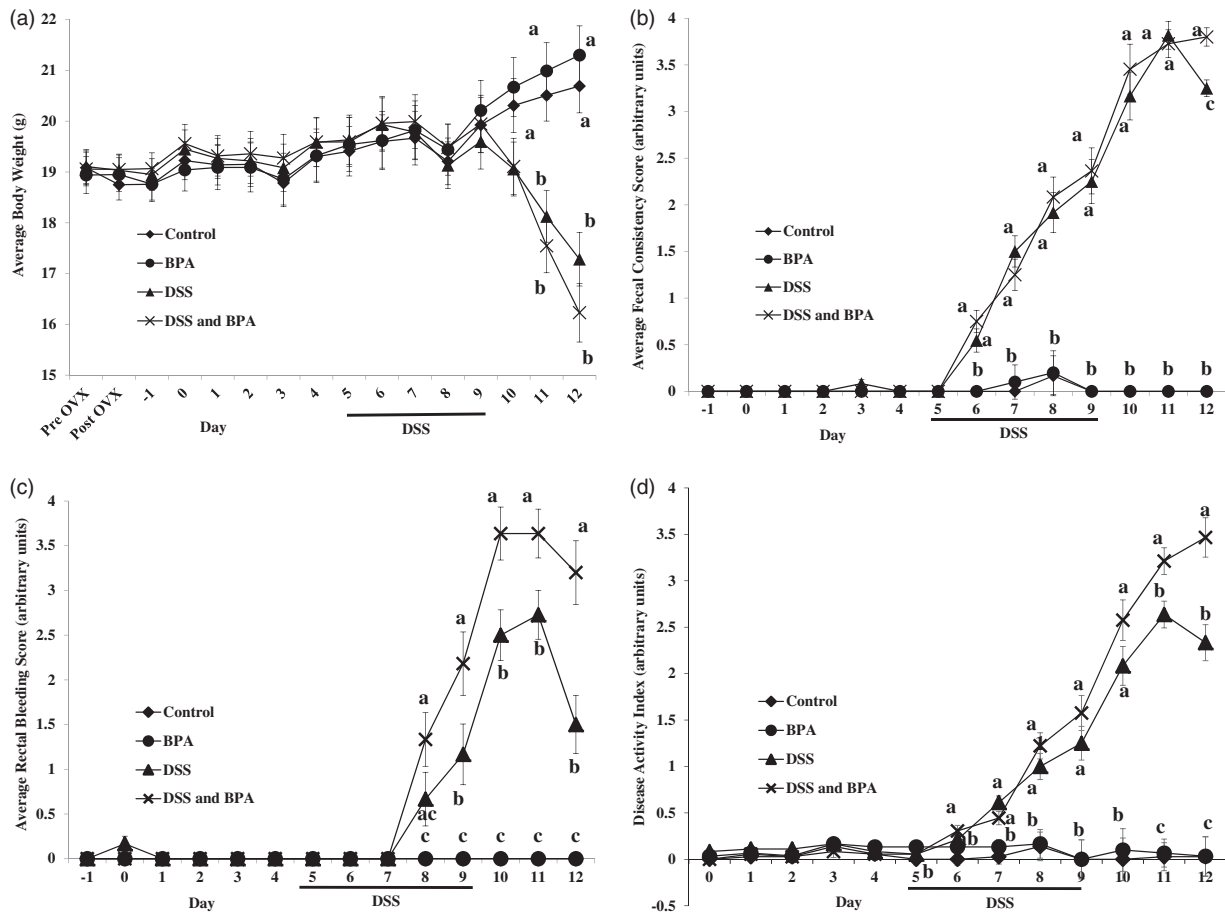 (a)
Average Body Weight (g)
22
21
20
19
18
17
16
15
a
a
a
a
b
b
b
b
Control
BPA
DSS
DSS and BPA
Pre OVX Post OVX -1 0 1 2 3 4 5 6 7 8 9 10 11 12
Day DSS
(b)
Average Fecal Consistency Score (arbitrary units)
4
3.5
3
2.5
2
1.5
1
0.5
0
Control
BPA
DSS
DSS and BPA
a a a a a a a
a a a a a a c
b b b b b b b
-1 0 1 2 3 4 5 6 7 8 9 10 11 12
Day DSS
(c)
Average Rectal Bleeding Score (arbitrary units)
4
3.5
3
2.5
2
1.5
1
0.5
0
Control
BPA
DSS
DSS and BPA
a a a a a
ac b b b b
c c c c c
-1 0 1 2 3 4 5 6 7 8 9 10 11 12
Day DSS
(d)
Disease Activity Index (arbitrary units)
4
3.5
3
2.5
2
1.5
1
0.5
0
-0.5
Control
BPA
DSS
DSS and BPA
a a a a a a a
ab a a a b b
b b b b b c c
0 1 2 3 4 5 6 7 8 9 10 11 12
Day DSS